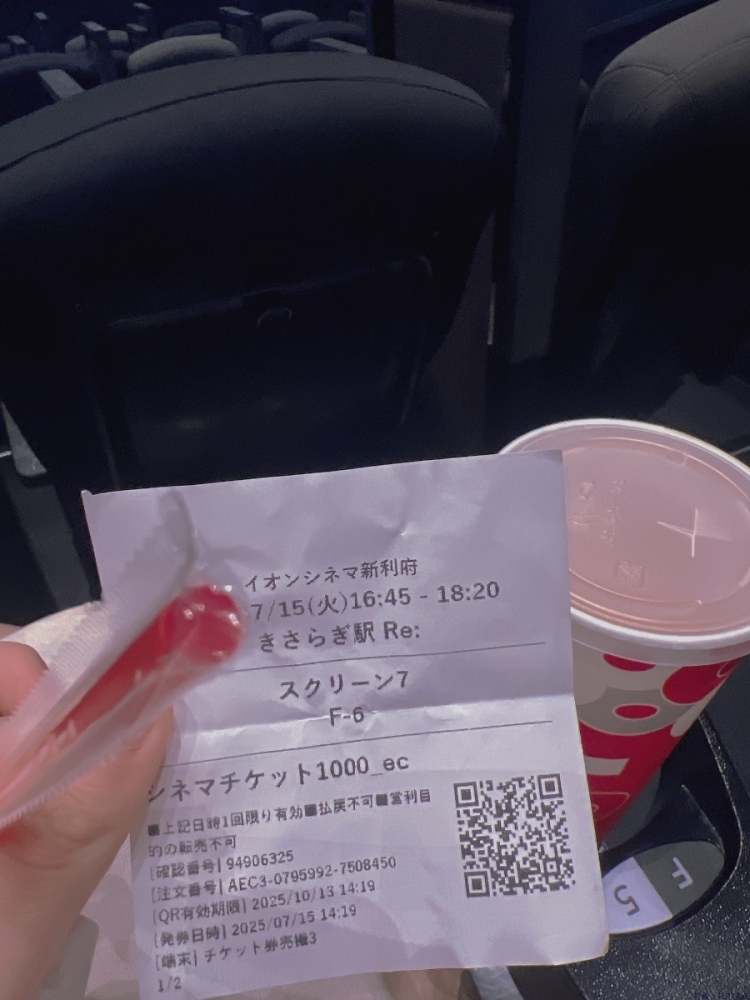 イオンシネマ新利府
7/15(火)16:45 - 18:20
きさらぎ駅 Re:
スクリーン7
F-6
シネマチケット1000_ec
■上記日時1回限り有効■払戻不可■営利目
的の転売不可
[確認番号] 94906325
[注文番号] AEC3-0795992-7508450
[QR有効期限] 2025/10/13 14:19
[発券日時] 2025/07/15 14:19
[端末] チケット券売機3
1/2
F
5